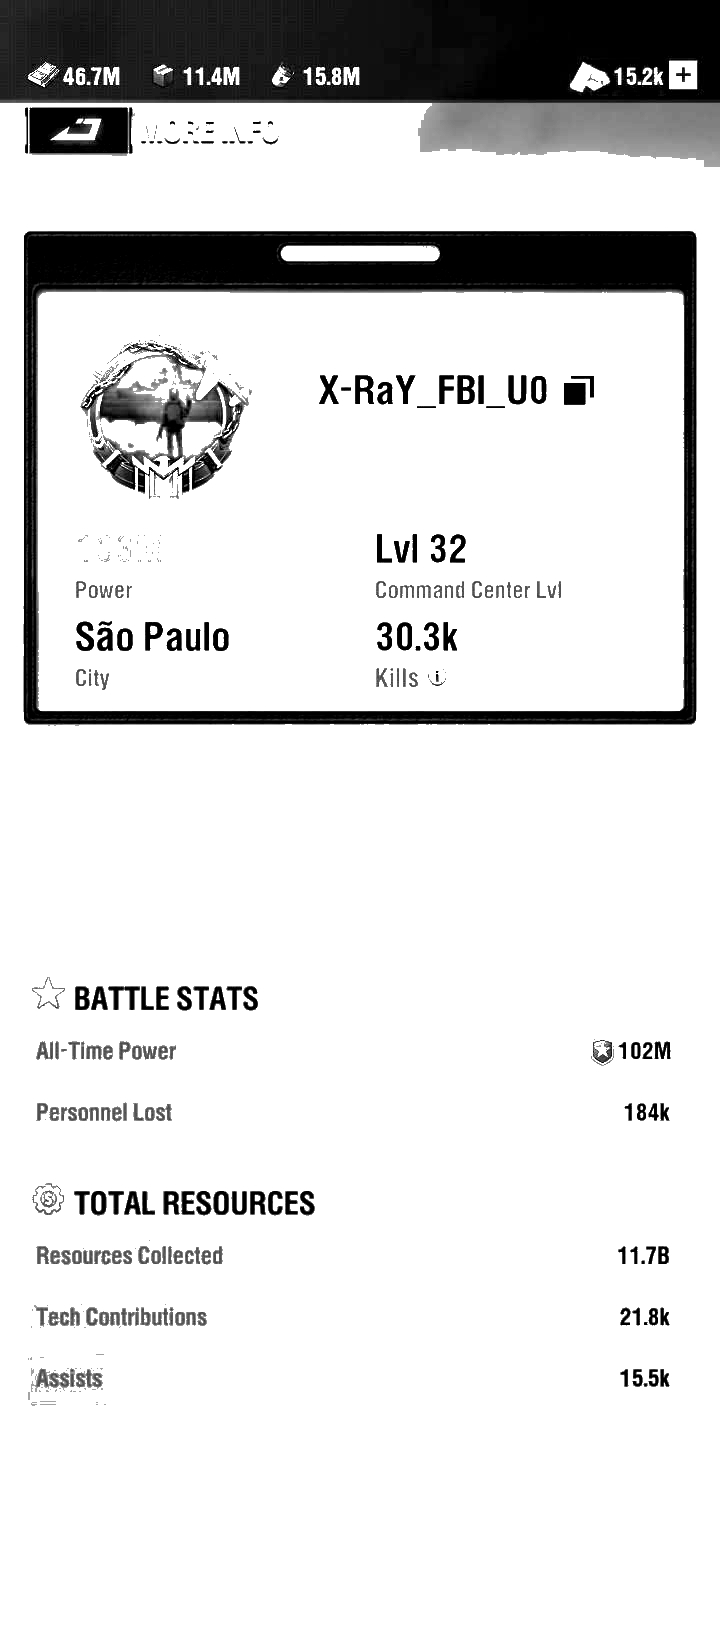 46.7M 11.4M 15.8M 15.2k +
MORE INFO
X-RaY_FBI_U0
Lvl 32
Power Command Center Lvl
São Paulo 30.3k
City Kills
BATTLE STATS
All-Time Power 102M
Personnel Lost 184k
TOTAL RESOURCES
Resources Collected 11.7B
Tech Contributions 21.8k
Assists 15.5k